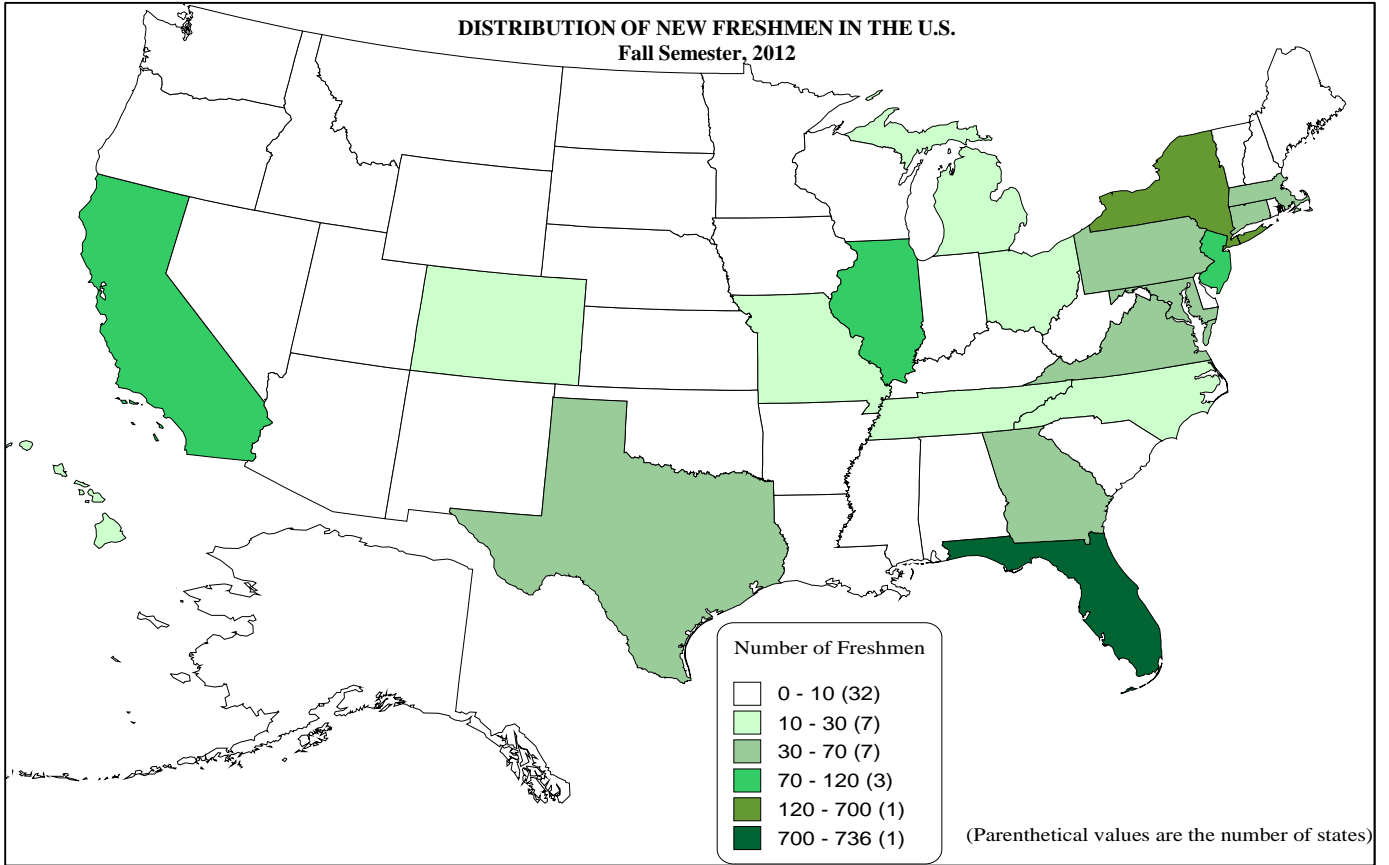 DISTRIBUTION OF NEW FRESHMEN IN THE U.S.
Fall Semester, 2012
Number of Freshmen
0 - 10 (32)
10 - 30 (7)
30 - 70 (7)
70 - 120 (3)
120 - 700 (1)
700 - 736 (1)
(Parenthetical values are the number of states)